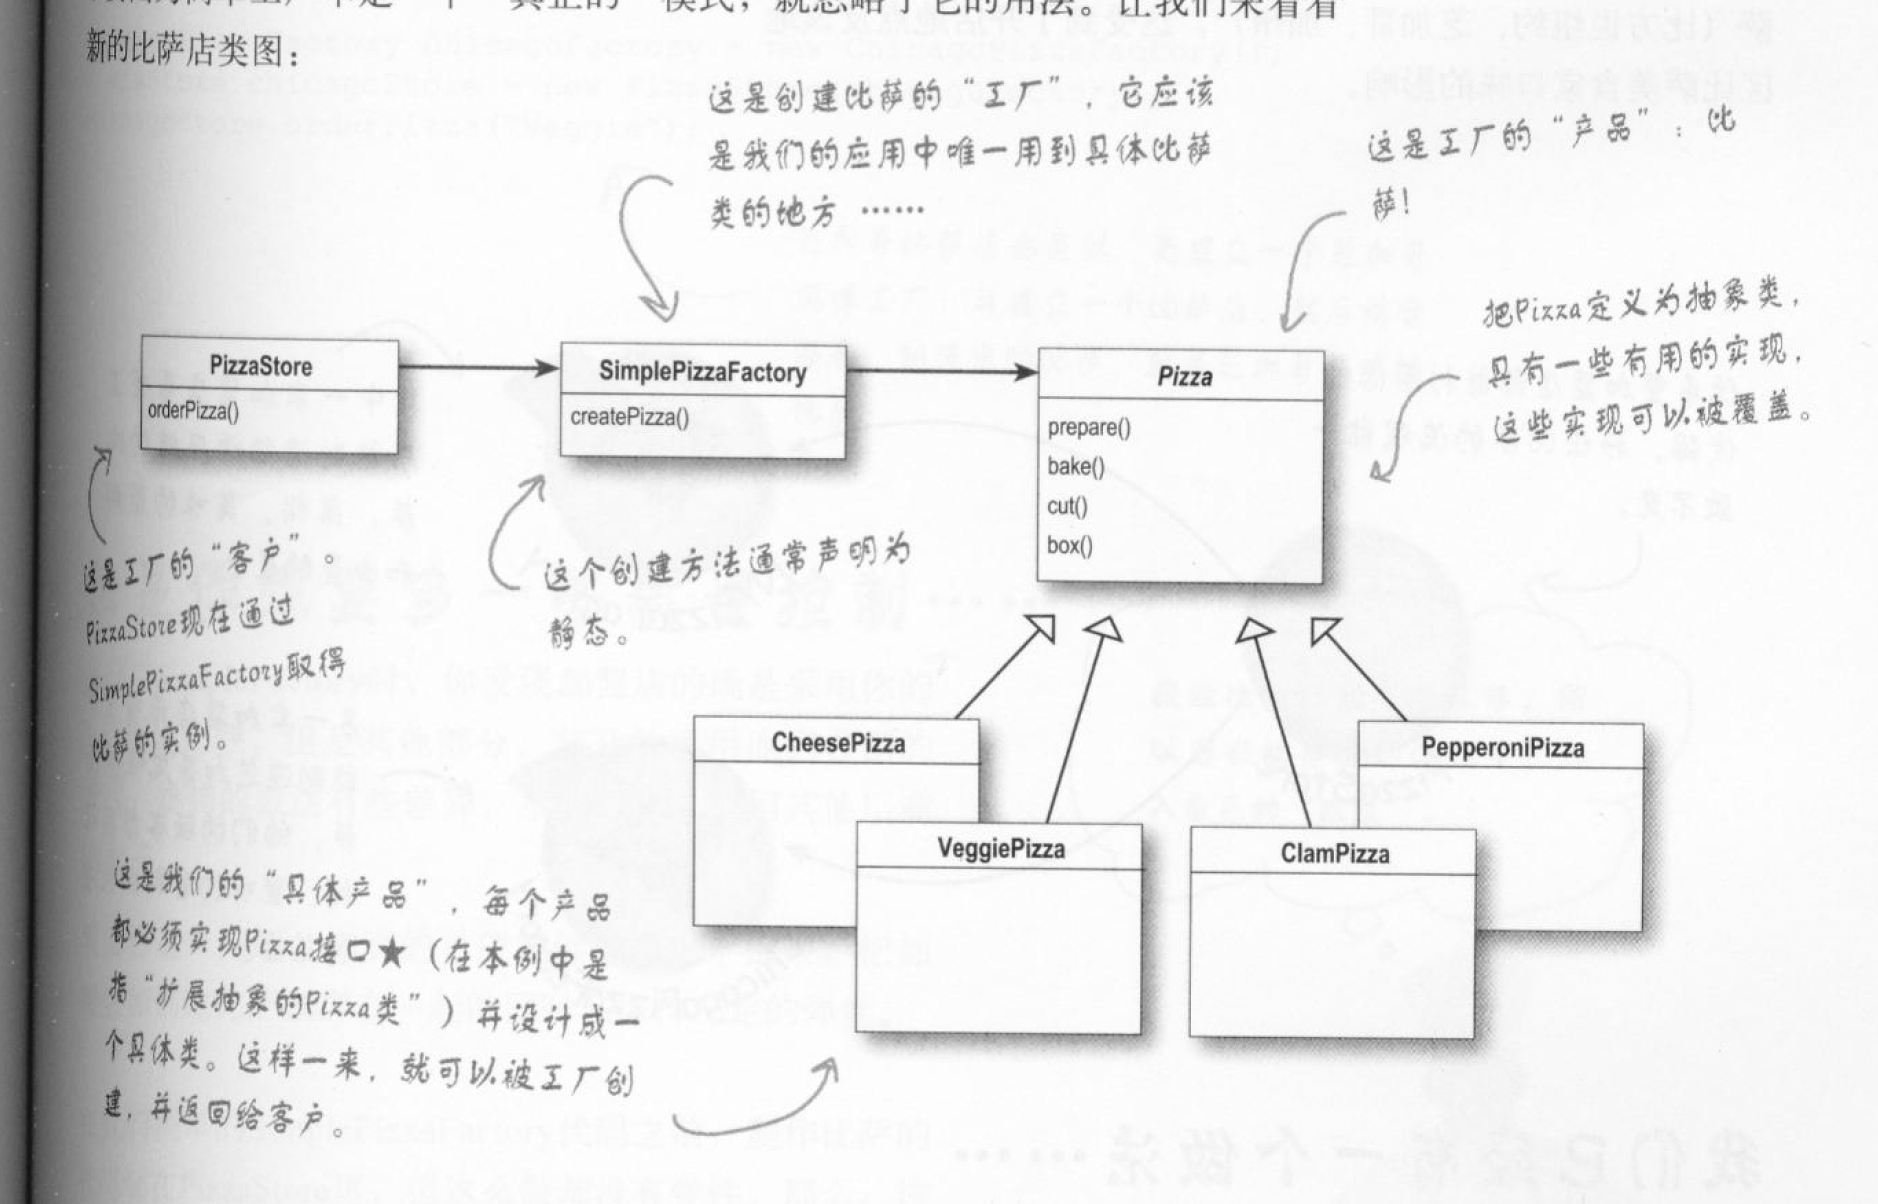 模式，就忽略了它的用法。让我们来看看
新的比萨店类图：
这是创建比萨的“工厂”，它应该
是我们的应用中唯一用到具体比萨
类的地方 ……
这是工厂的“产品”：比
萨!
把Pizza定义为抽象类，
具有一些有用的实现，
这些实现可以被覆盖。
PizzaStore
orderPizza()
SimplePizzaFactory
createPizza()
Pizza
prepare()
bake()
cut()
box()
这是工厂的“客户”。
PizzaStore现在通过
SimplePizzaFactory取得
比萨的实例。
这个创建方法通常声明为
静态。
CheesePizza
VeggiePizza
ClamPizza
PepperoniPizza
这是我们的“具体产品”，每个产品
都必须实现Pizza接口★（在本例中是
指“扩展抽象的Pizza类”）并设计成一
个具体类。这样一来，就可以被工厂创
建，并返回给客户。